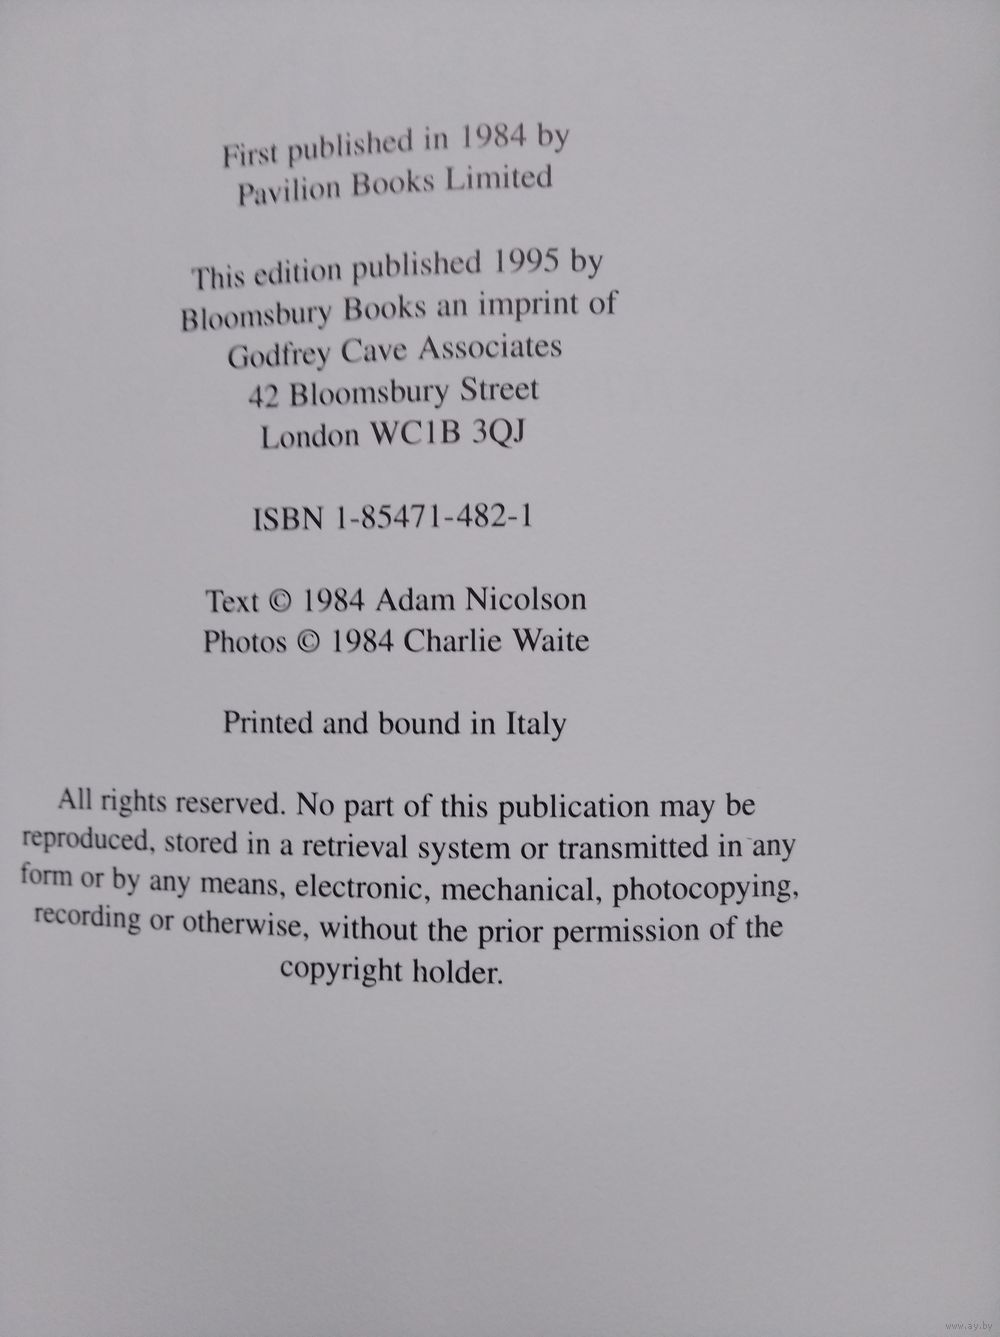 First published in 1984 by
Pavilion Books Limited
This edition published 1995 by
Bloomsbury Books an imprint of
Godfrey Cave Associates
42 Bloomsbury Street
London WC1B 3QJ
ISBN 1-85471-482-1
Text © 1984 Adam Nicolson
Photos © 1984 Charlie Waite
Printed and bound in Italy
All rights reserved. No part of this publication may be
reproduced, stored in a retrieval system or transmitted in any
form or by any means, electronic, mechanical, photocopying,
recording or otherwise, without the prior permission of the
copyright holder.
www.ay.by